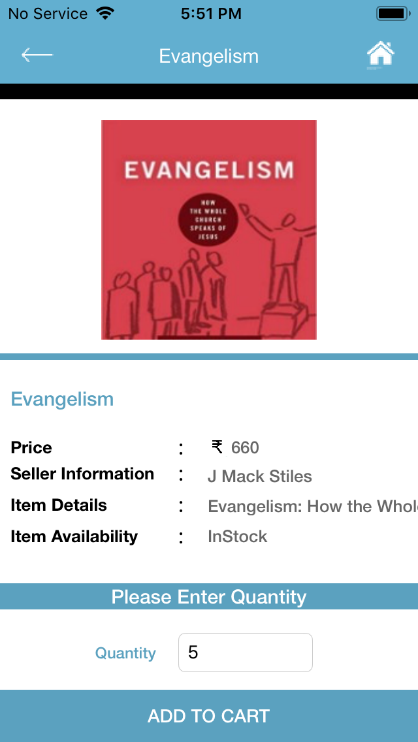 No Service 5:51 PM
Evangelism
EVANGELISM
HOW
THE WHOLE
CHURCH
SPEAKS OF
JESUS
Evangelism
Price : ₹ 660
Seller Information : J Mack Stiles
Item Details : Evangelism: How the Whol
Item Availability : InStock
Please Enter Quantity
Quantity 5
ADD TO CART